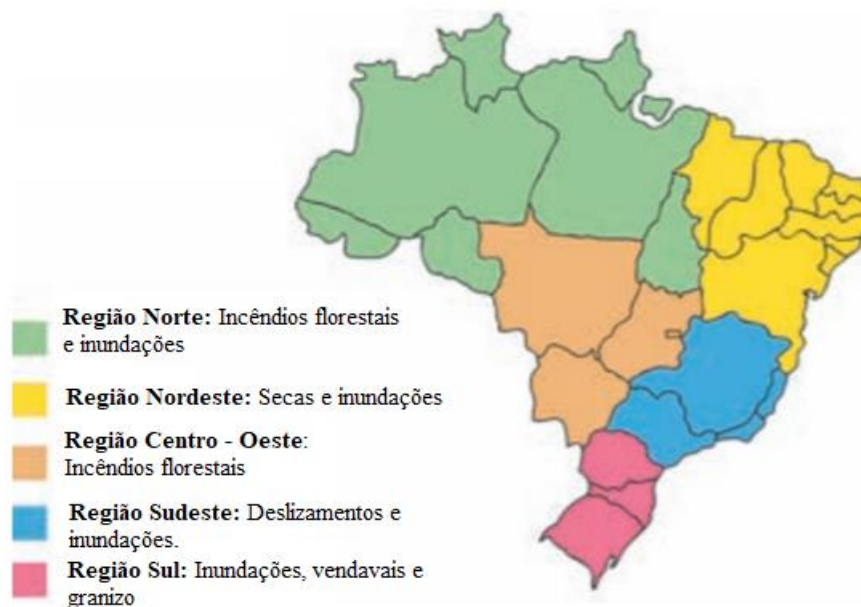 Região Norte: Incêndios florestais
e inundações
Região Nordeste: Secas e inundações
Região Centro - Oeste:
Incêndios florestais
Região Sudeste: Deslizamentos e
inundações.
Região Sul: Inundações, vendavais e
granizo